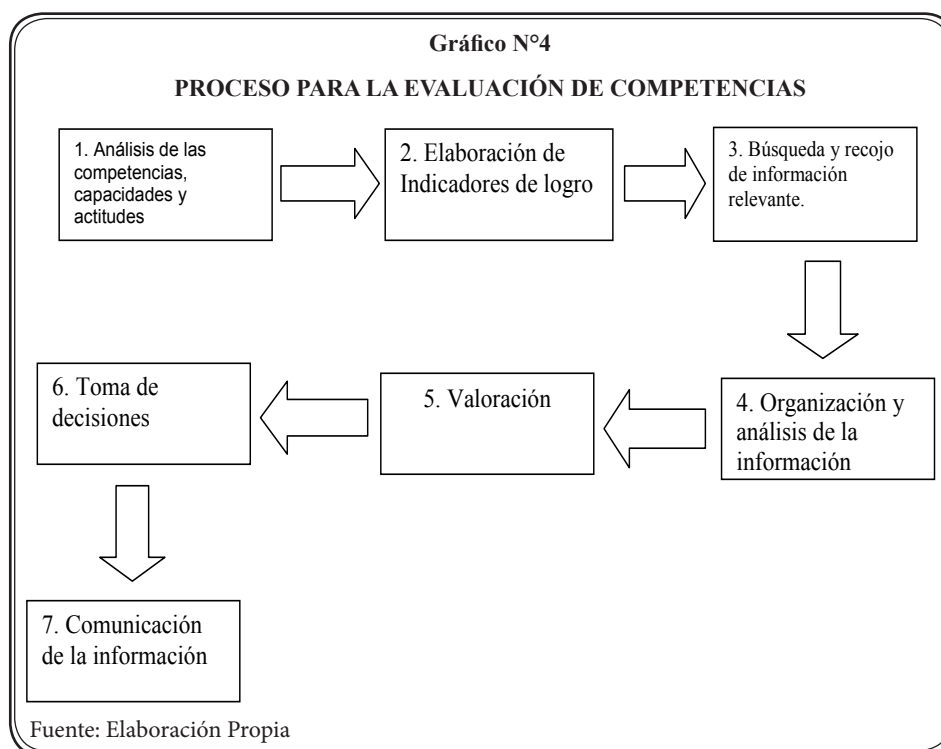 Gráfico N°4
PROCESO PARA LA EVALUACIÓN DE COMPETENCIAS
1. Análisis de las
competencias,
capacidades y
actitudes
2. Elaboración de
Indicadores de logro
3. Búsqueda y recojo
de información
relevante.
4. Organización y
análisis de la
información
5. Valoración
6. Toma de
decisiones
7. Comunicación
de la información
Fuente: Elaboración Propia